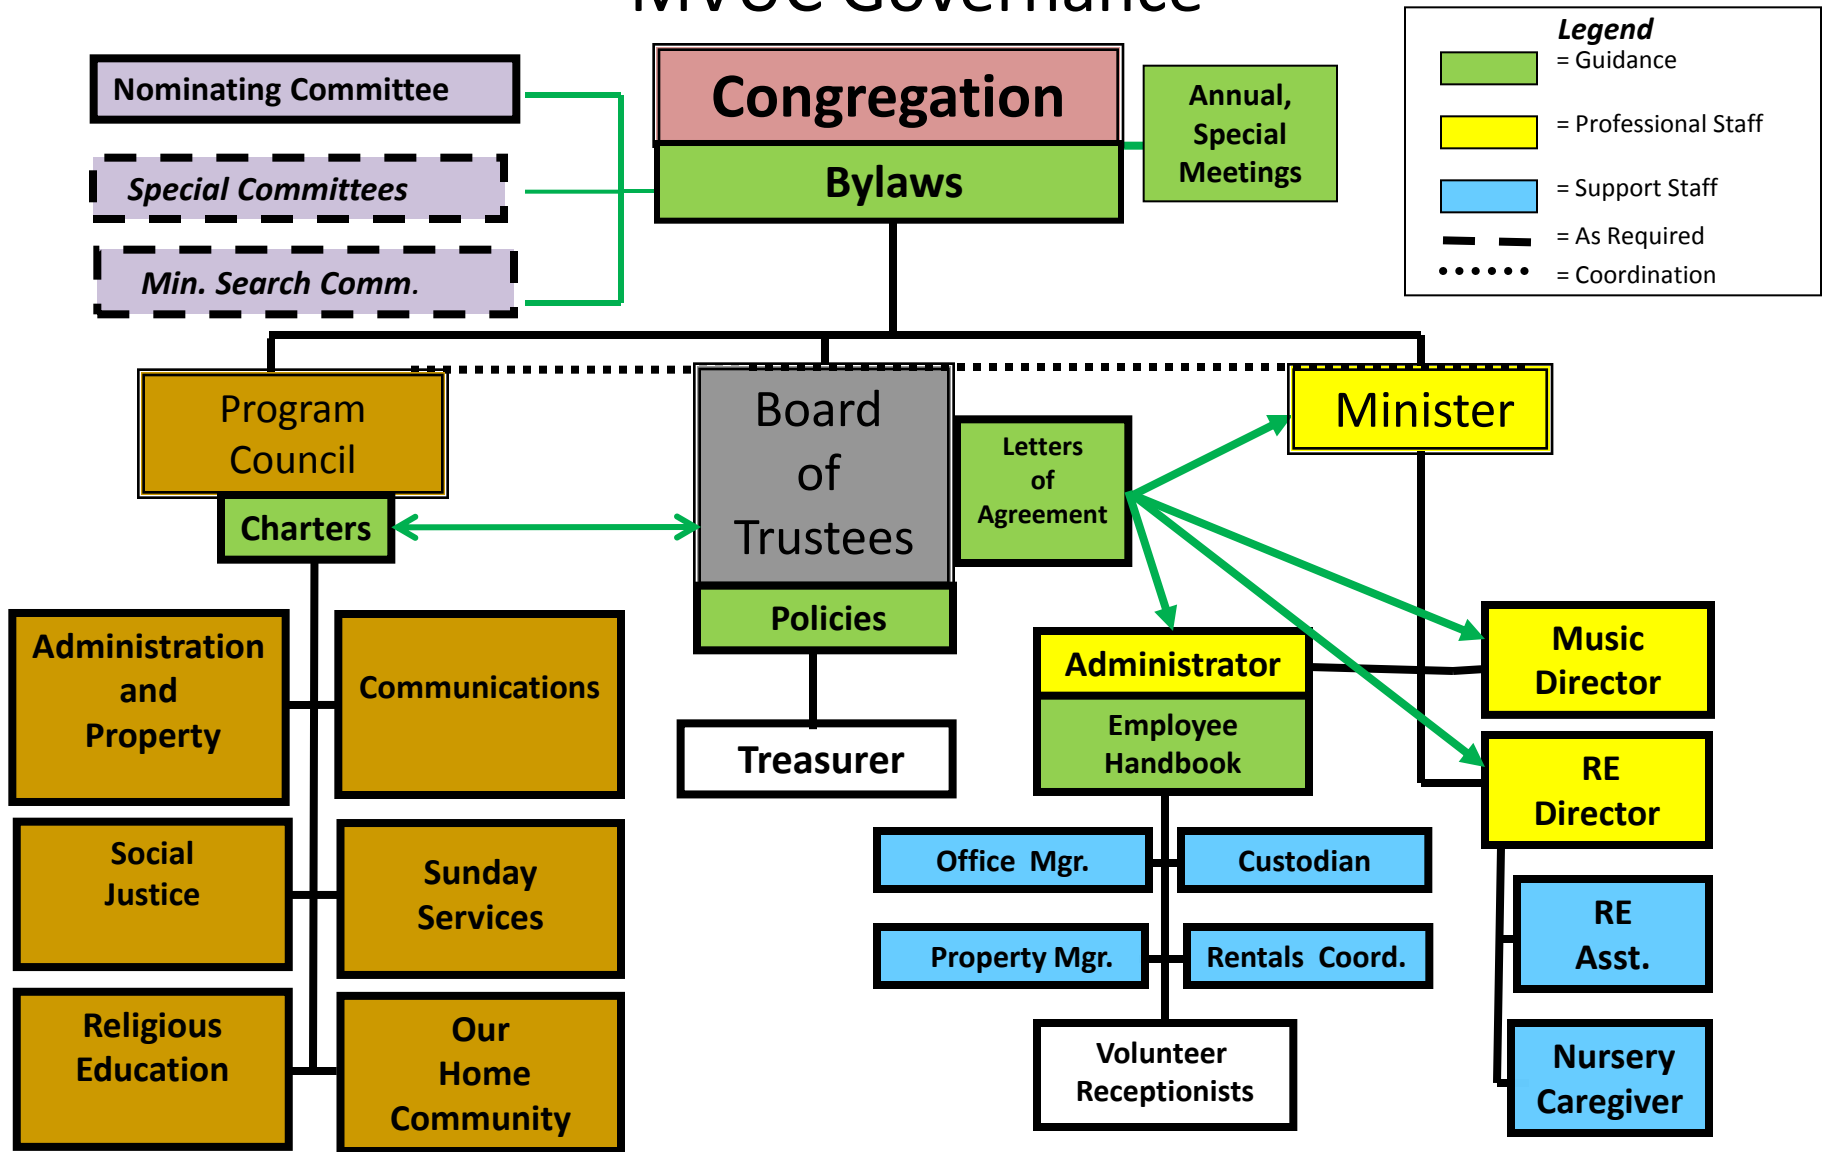 MVUC Governance
Legend
= Guidance
= Professional Staff
= Support Staff
= As Required
= Coordination
Nominating Committee
Special Committees
Min. Search Comm.
Congregation
Bylaws
Annual,
Special
Meetings
Program
Council
Charters
Board
of
Trustees
Policies
Letters
of
Agreement
Minister
Administration
and
Property
Communications
Social
Justice
Sunday
Services
Religious
Education
Our
Home
Community
Treasurer
Administrator
Employee
Handbook
Office Mgr.
Custodian
Property Mgr.
Rentals Coord.
Volunteer
Receptionists
Music
Director
RE
Director
RE
Asst.
Nursery
Caregiver